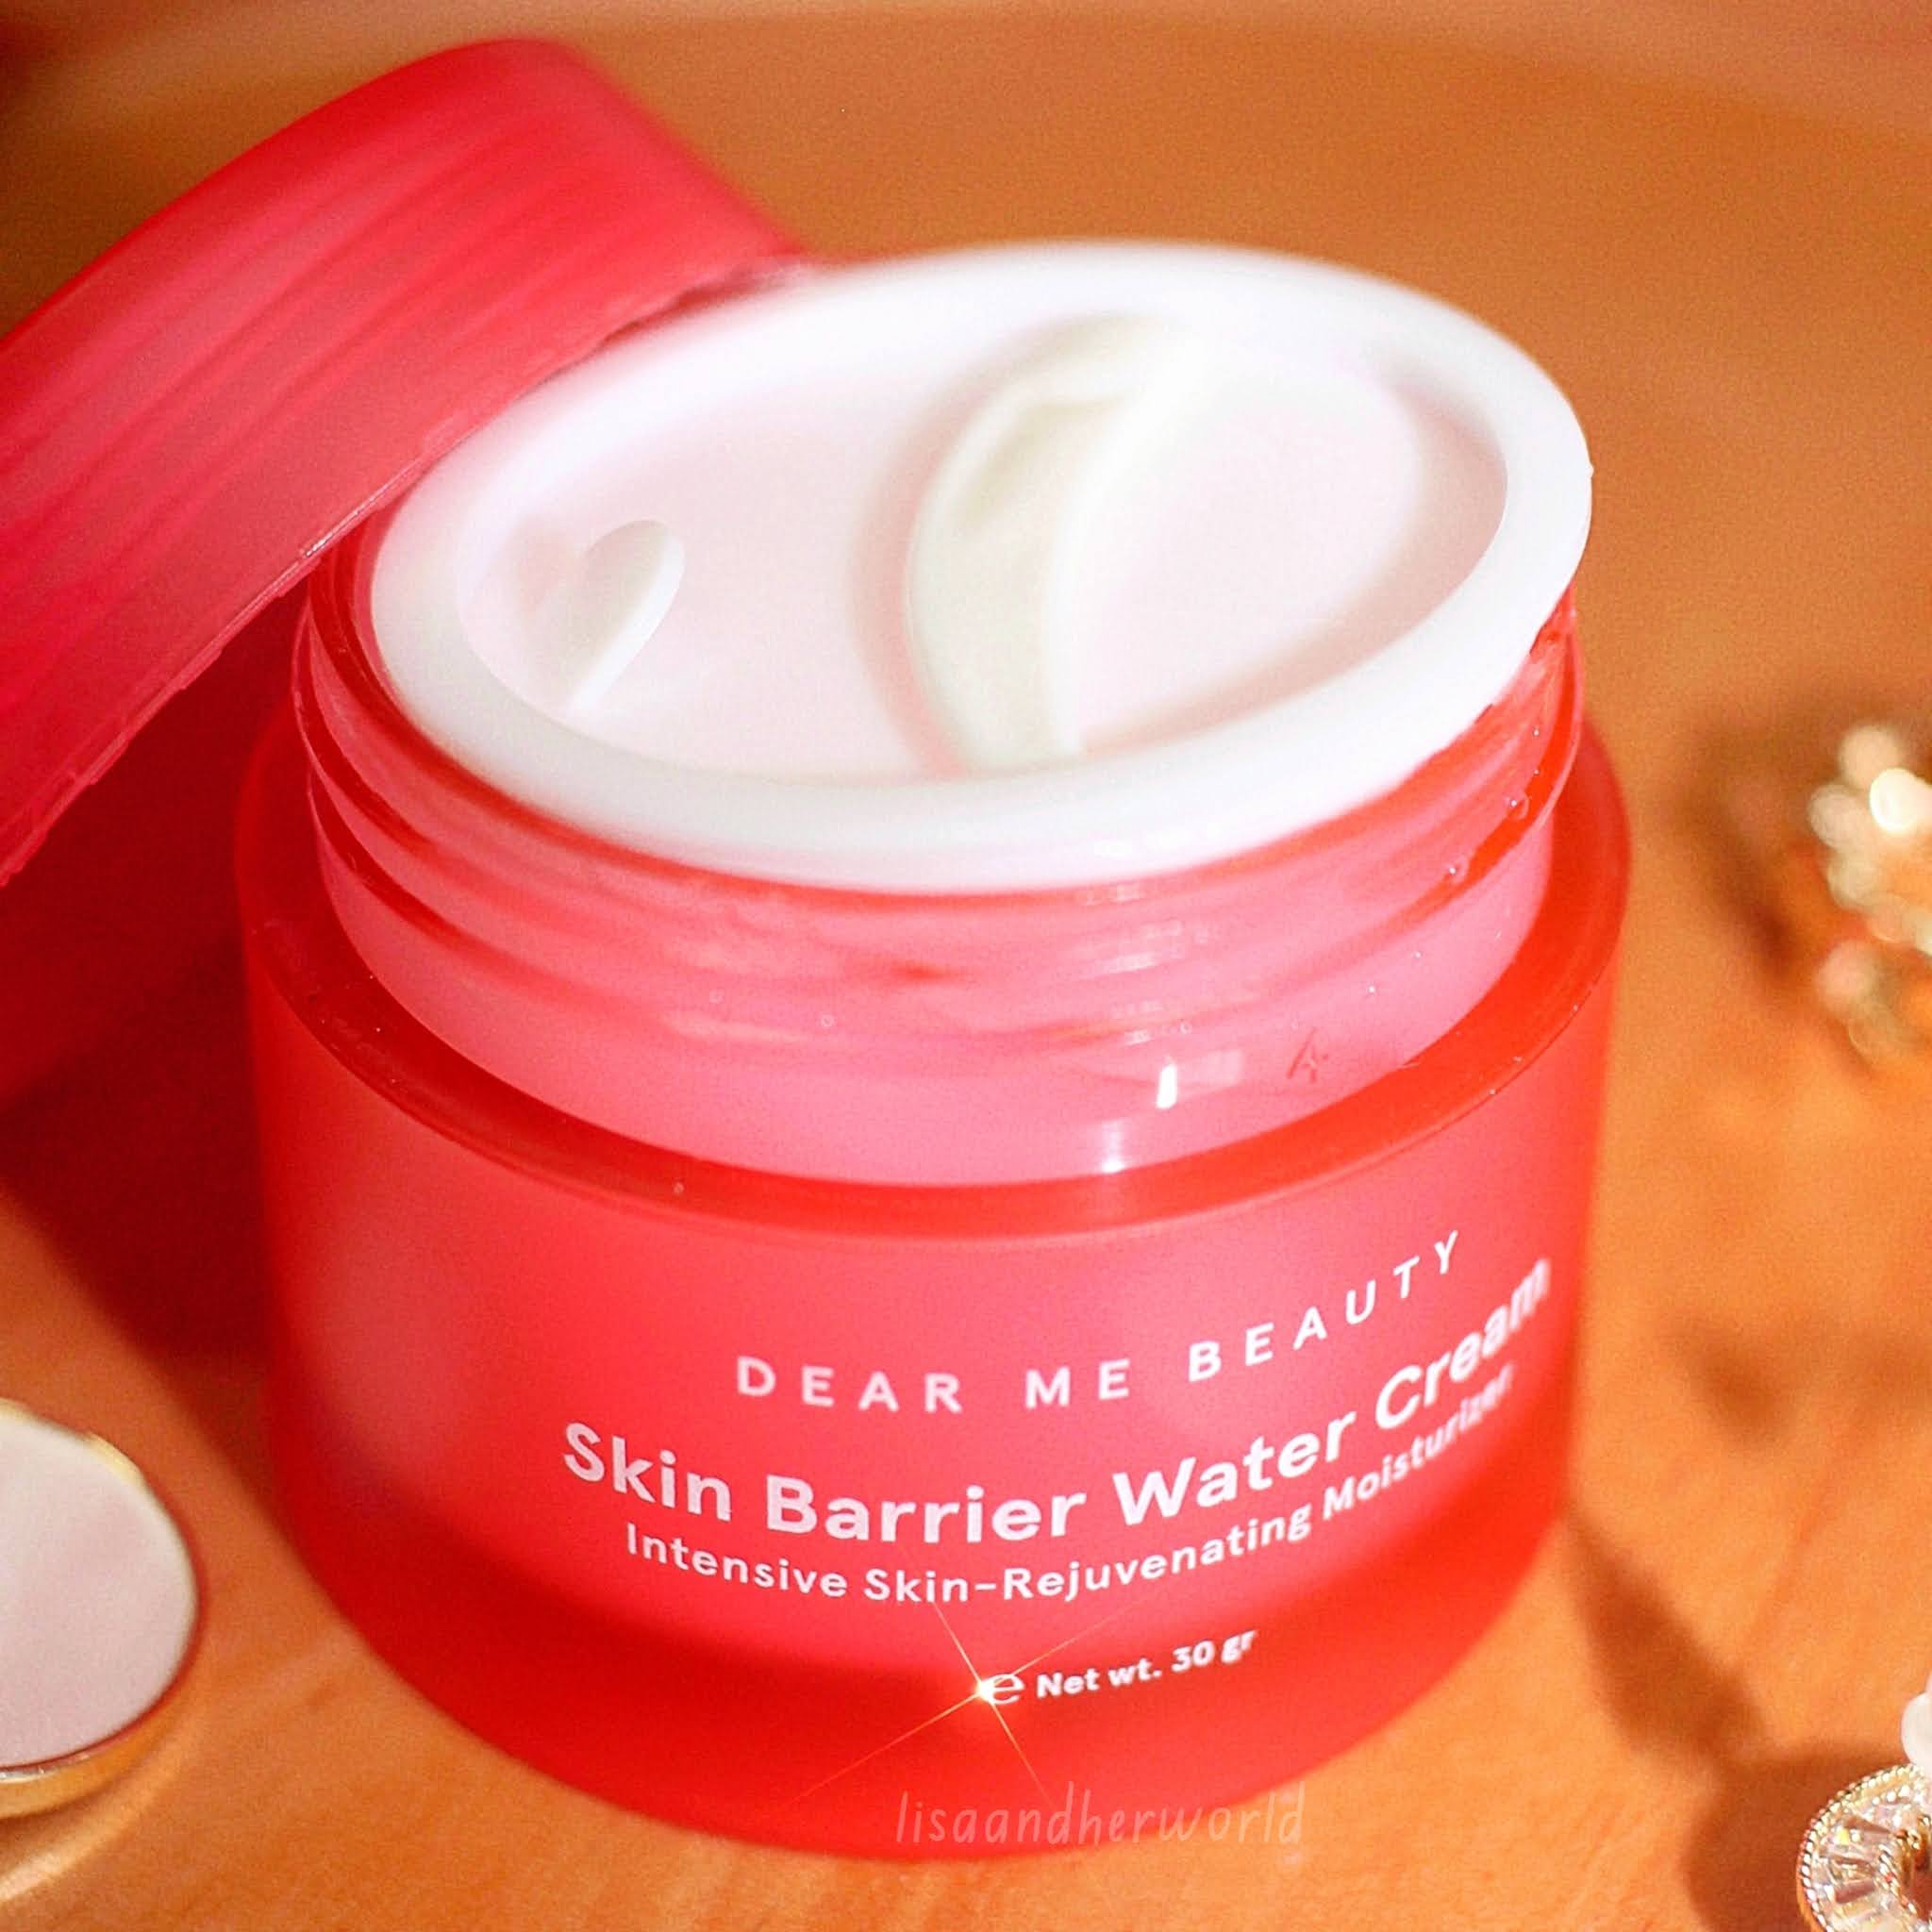 DEAR ME BEAUTY
Skin Barrier Water Cream
Intensive Skin-Rejuvenating Moisturizer
℮ Net wt. 30 gr
lisaandherworld